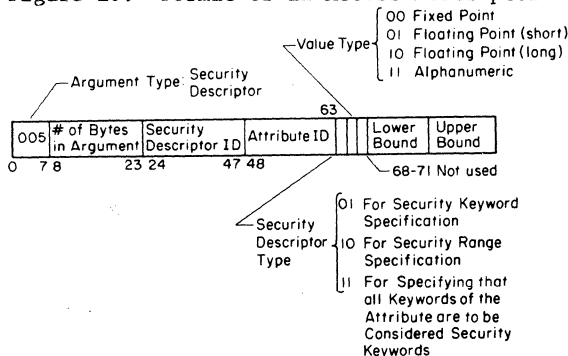 Value Type
00 Fixed Point
01 Floating Point (short)
10 Floating Point (long)
11 Alphanumeric
Argument Type: Security
Descriptor
63
005
# of Bytes
in Argument
Security
Descriptor ID
Attribute ID
Lower
Bound
Upper
Bound
0 7 8 23 24 47 48
68-71 Not used
Security
Descriptor
Type
01 For Security Keyword
Specification
10 For Security Range
Specification
11 For Specifying that
all Keywords of the
Attribute are to be
Considered Security
Keywords